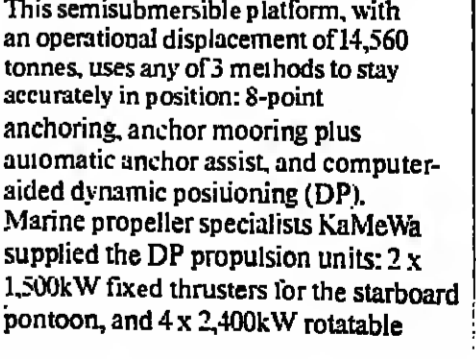 This semisubmersible platform, with
an operational displacement of 14,560
tonnes, uses any of 3 methods to stay
accurately in position: 8-point
anchoring, anchor mooring plus
automatic anchor assist, and computer-
aided dynamic positioning (DP).
Marine propeller specialists KaMeWa
supplied the DP propulsion units: 2 x
1,500kW fixed thrusters for the starboard
pontoon, and 4 x 2,400kW rotatable